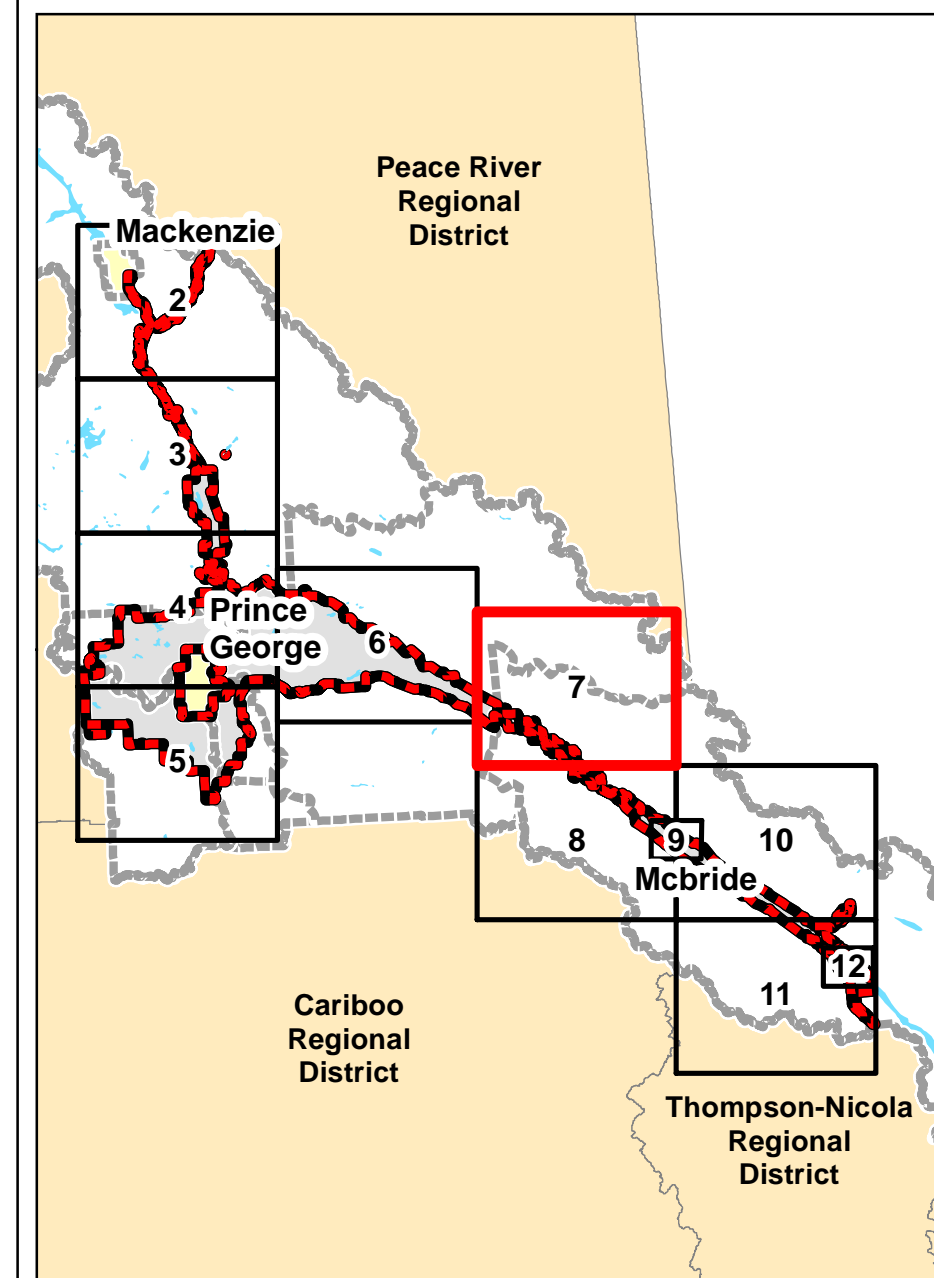 Peace River
Regional
District
Mackenzie
2
3
4
Prince
George
6
7
5
8
9
10
Mcbride
12
11
Cariboo
Regional
District
Thompson-Nicola
Regional
District